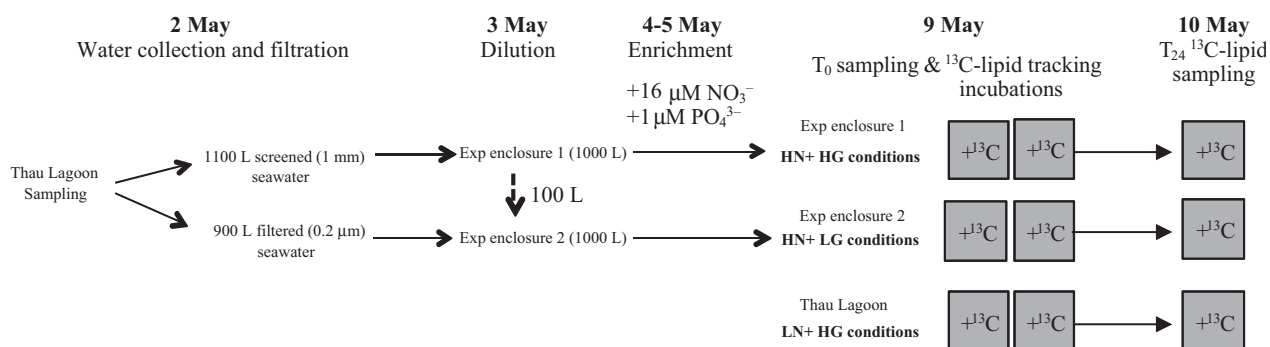 2 May
Water collection and filtration
3 May
Dilution
4-5 May
Enrichment
+16 μM NO₃⁻
+1 μM PO₄³⁻
9 May
T₀ sampling & ¹³C-lipid tracking
incubations
10 May
T₂₄ ¹³C-lipid
sampling
Thau Lagoon
Sampling
1100 L screened (1 mm)
seawater
Exp enclosure 1 (1000 L)
Exp enclosure 1
HN+ HG conditions
+¹³C
+¹³C
+¹³C
100 L
900 L filtered (0.2 μm)
seawater
Exp enclosure 2 (1000 L)
Exp enclosure 2
HN+ LG conditions
+¹³C
+¹³C
+¹³C
Thau Lagoon
LN+ HG conditions
+¹³C
+¹³C
+¹³C